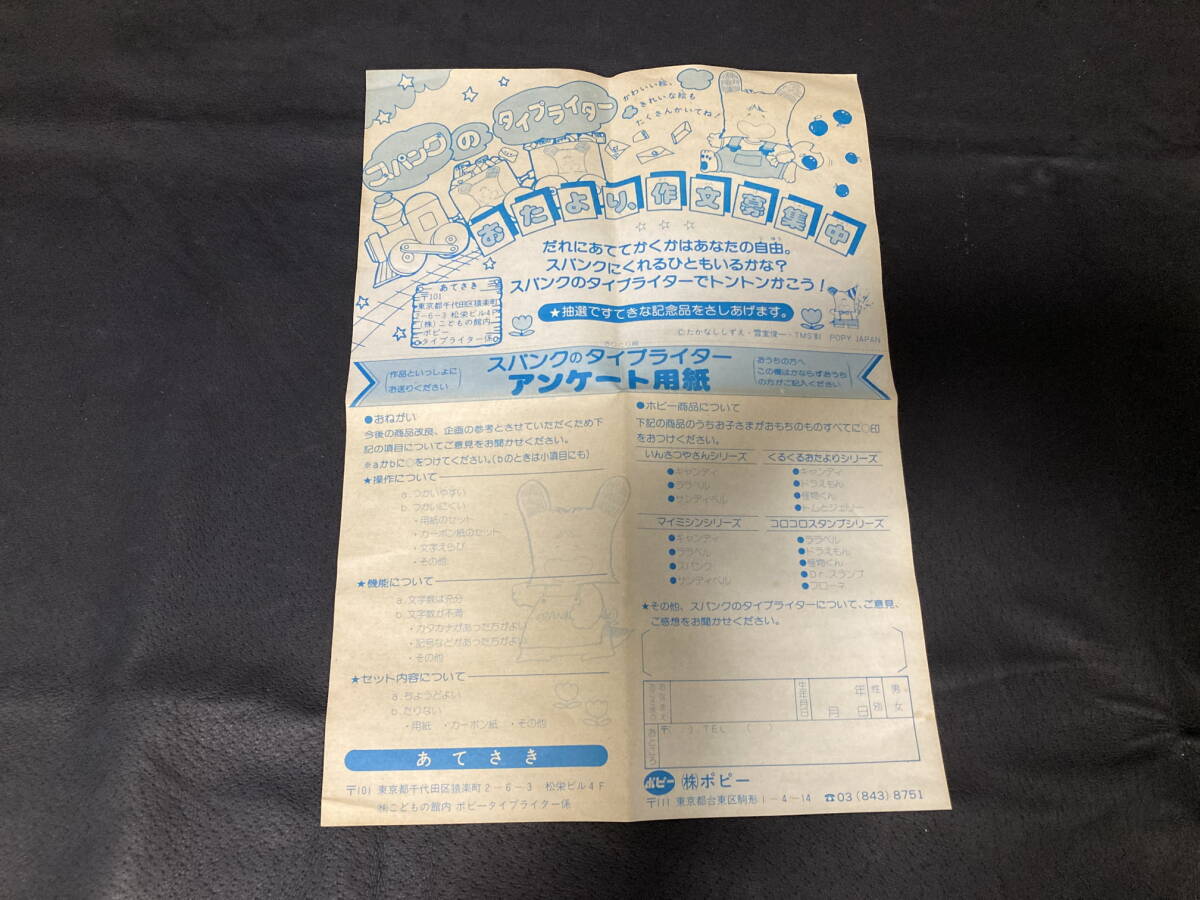 スパンクの
タイプライター
かわいい絵、
きれいな絵も
たくさんかいてね!
おたより、作文募集中
だれにあててかくかはあなたの自由。
スパンクにくれるひともいるかな?
スパンクのタイプライターでトントンかこう!
★抽選ですてきな記念品をさしあげます。
あてさき
〒101
東京都千代田区猿楽町
2-6-3 松栄ビル4F
(株)こどもの館内
ポピー
タイプライター係
©たかなししずえ・雪室俊一・TMS'81 POPY JAPAN
きりとり線
作品といっしょに
お送りください
スパンクのタイプライター
アンケート用紙
おうちの方へ
この欄はかならずおうち
の方がご記入ください
●おねがい
今後の商品改良、企画の参考とさせていただくため下
記の項目についてご意見をお聞かせください。
※aかbに○をつけてください。(bのときは小項目にも)
★操作について
a.つかいやすい
b.つかいにくい
・用紙のセット
・カーボン紙のセット
・文字えらび
・その他
★機能について
a.文字数は充分
b.文字数が不満
・カタカナがあった方がよい
・記号などがあった方がよい
・その他
★セット内容について
a.ちょうどよい
b.たりない
・用紙 ・カーボン紙 ・その他
あてさき
〒101 東京都千代田区猿楽町2-6-3 松栄ビル4F
㈱こどもの館内 ポピータイプライター係
●ポピー商品について
下記の商品のうちお子さまがおもちのものすべてに○印
をおつけください。
いんさつやさんシリーズ
●キャンディ
●ララベル
●サンディベル
くるくるおたよりシリーズ
●キャンディ
●ドラえもん
●怪物くん
●トムとジェリー
マイミシンシリーズ
●キャンディ
●ララベル
●スパンク
●サンディベル
コロコロスタンプシリーズ
●ララベル
●ドラえもん
●怪物くん
●Dr.スランプ
●フローネ
★その他、スパンクのタイプライターについて、ご意見、
ご感想をお聞かせください。
おなまえ
生年月日
年
月 日
性別
男・女
おところ
〒
TEL ( )
ポピー (株)ポピー
〒111 東京都台東区駒形1-4-14 ☎03(843)8751